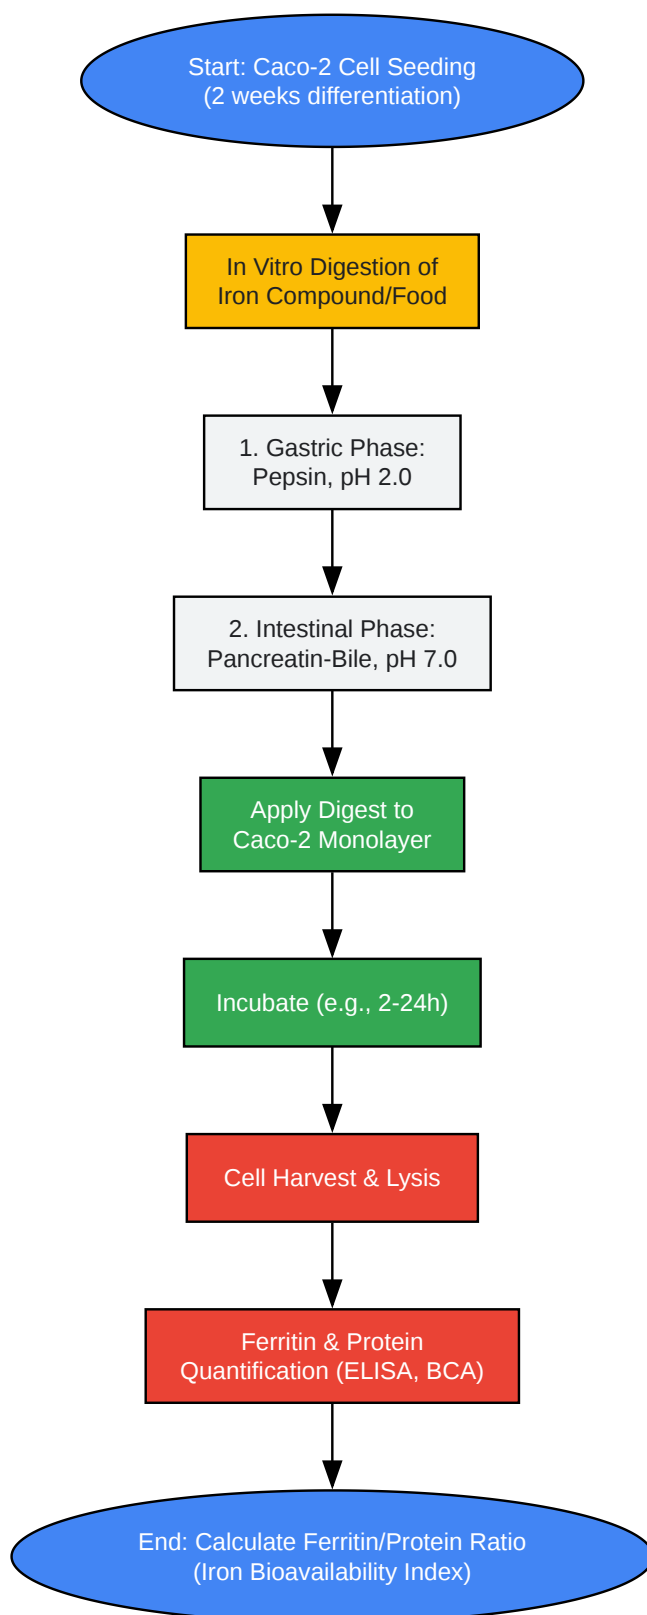 Start: Caco-2 Cell Seeding
(2 weeks differentiation)
In Vitro Digestion of
Iron Compound/Food
1. Gastric Phase:
Pepsin, pH 2.0
2. Intestinal Phase:
Pancreatin-Bile, pH 7.0
Apply Digest to
Caco-2 Monolayer
Incubate (e.g., 2-24h)
Cell Harvest & Lysis
Ferritin & Protein
Quantification (ELISA, BCA)
End: Calculate Ferritin/Protein Ratio
(Iron Bioavailability Index)